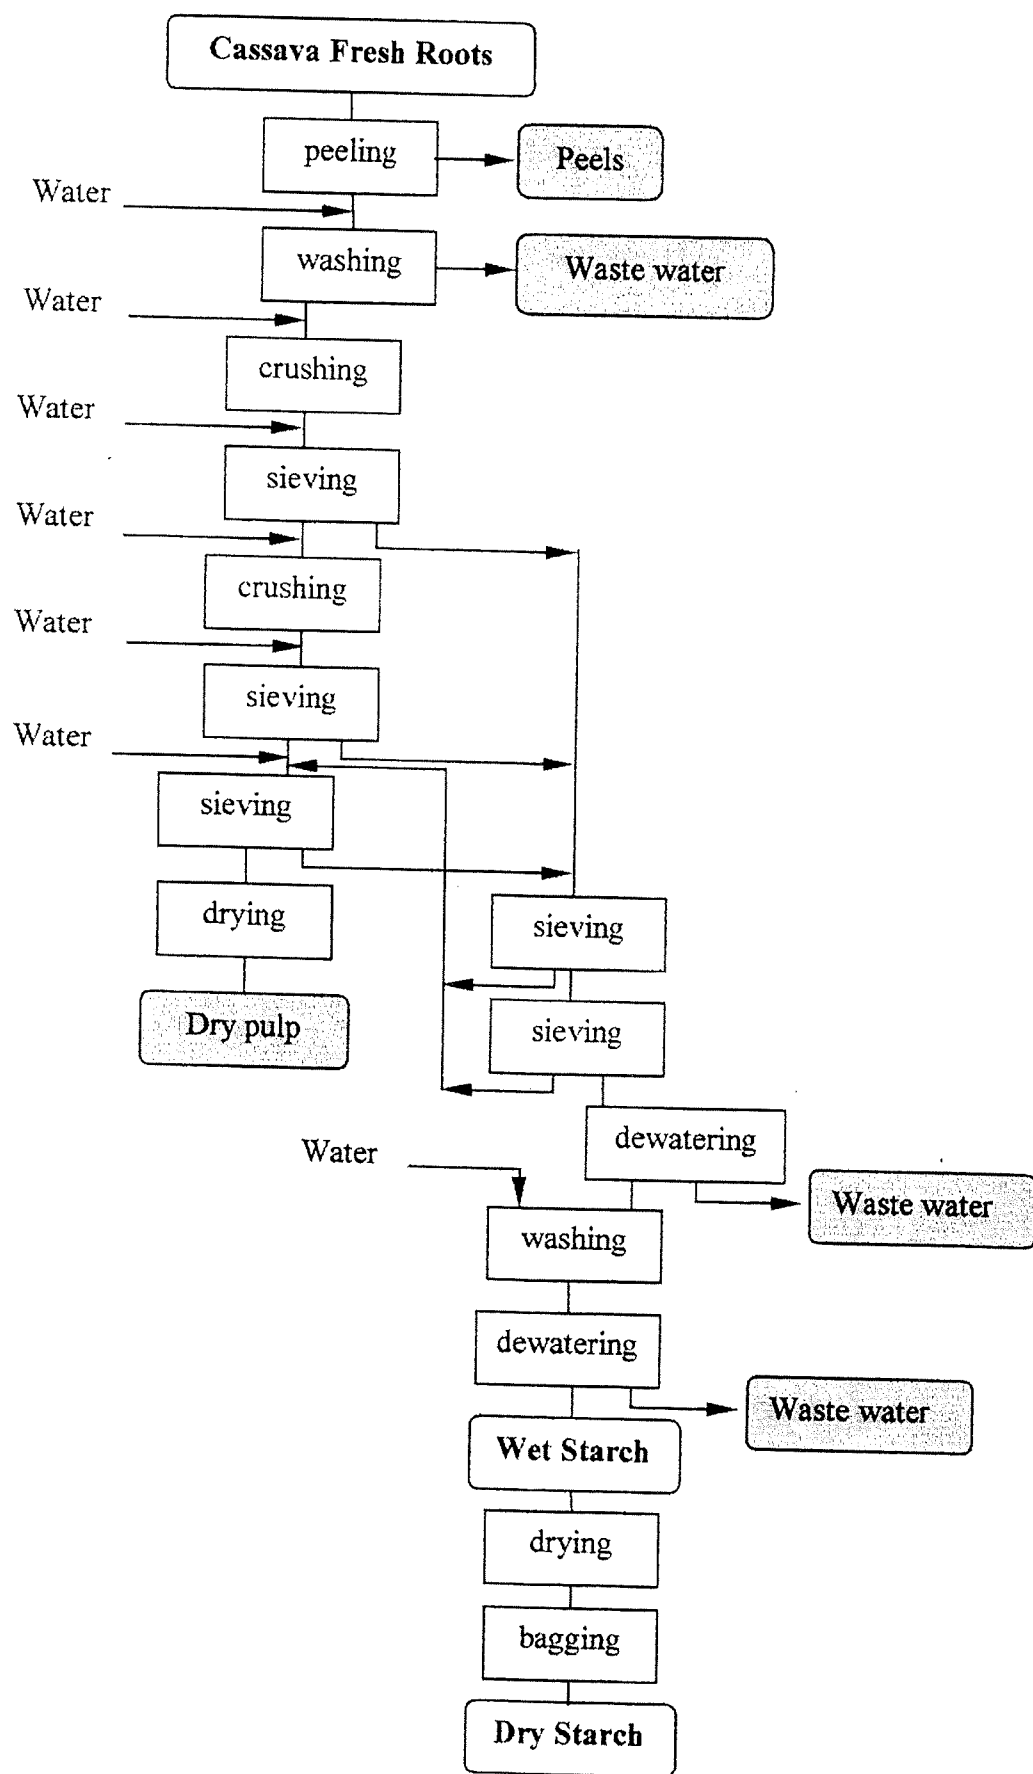 Cassava Fresh Roots
peeling
Peels
Water
washing
Waste water
Water
crushing
Water
sieving
Water
crushing
Water
sieving
Water
sieving
drying
sieving
Dry pulp
sieving
dewatering
Water
Waste water
washing
dewatering
Waste water
Wet Starch
drying
bagging
Dry Starch